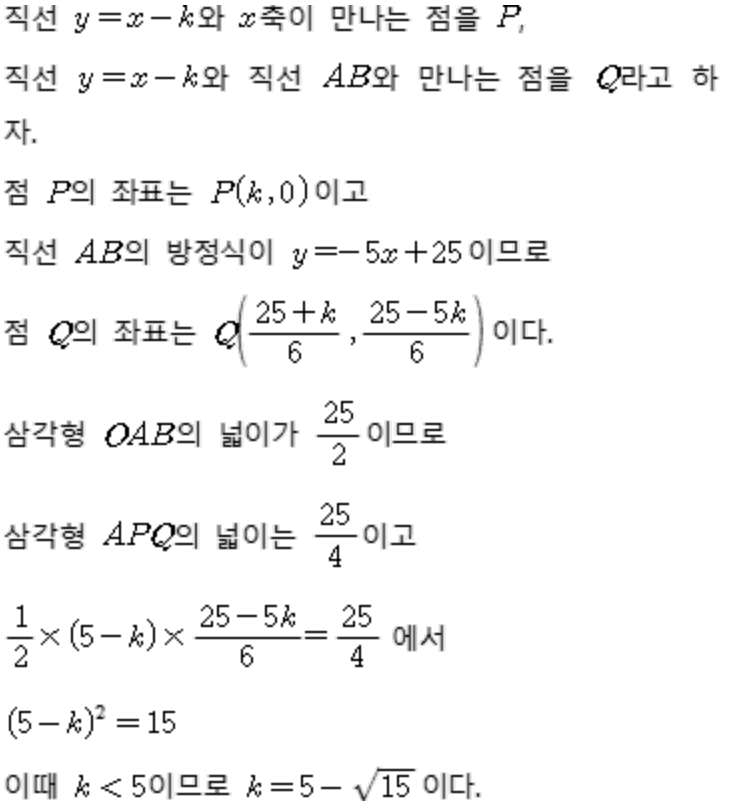 직선 y=x−k와 x축이 만나는 점을 P,
직선 y=x−k와 직선 AB와 만나는 점을 Q라고 하
자.
점 P의 좌표는 P(k,0)이고
직선 AB의 방정식이 y=−5x+25이므로
점 Q의 좌표는 Q((25+k)/6, (25−5k)/6)이다.
삼각형 OAB의 넓이가 25/2 이므로
삼각형 APQ의 넓이는 25/4 이고
1/2×(5−k)×(25−5k)/6=25/4 에서
(5−k)²=15
이때 k<5이므로 k=5−√15 이다.